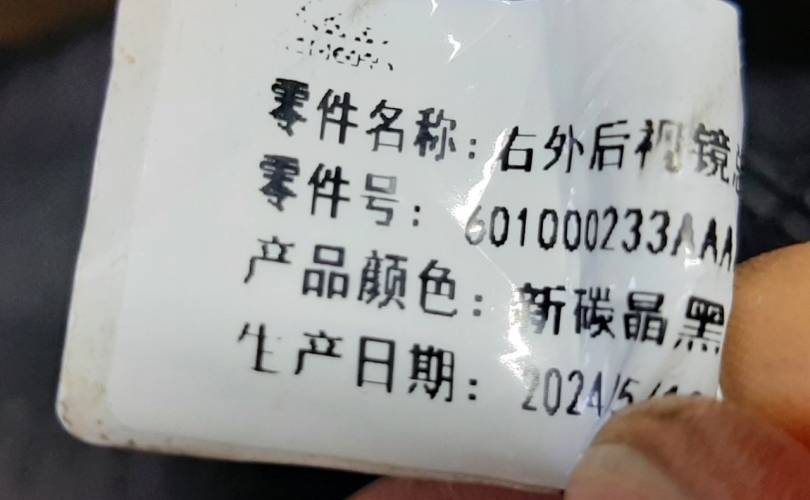 零件名称：右外后视镜
零件号：601000233AAA
产品颜色：新碳晶黑
生产日期：2024/5/